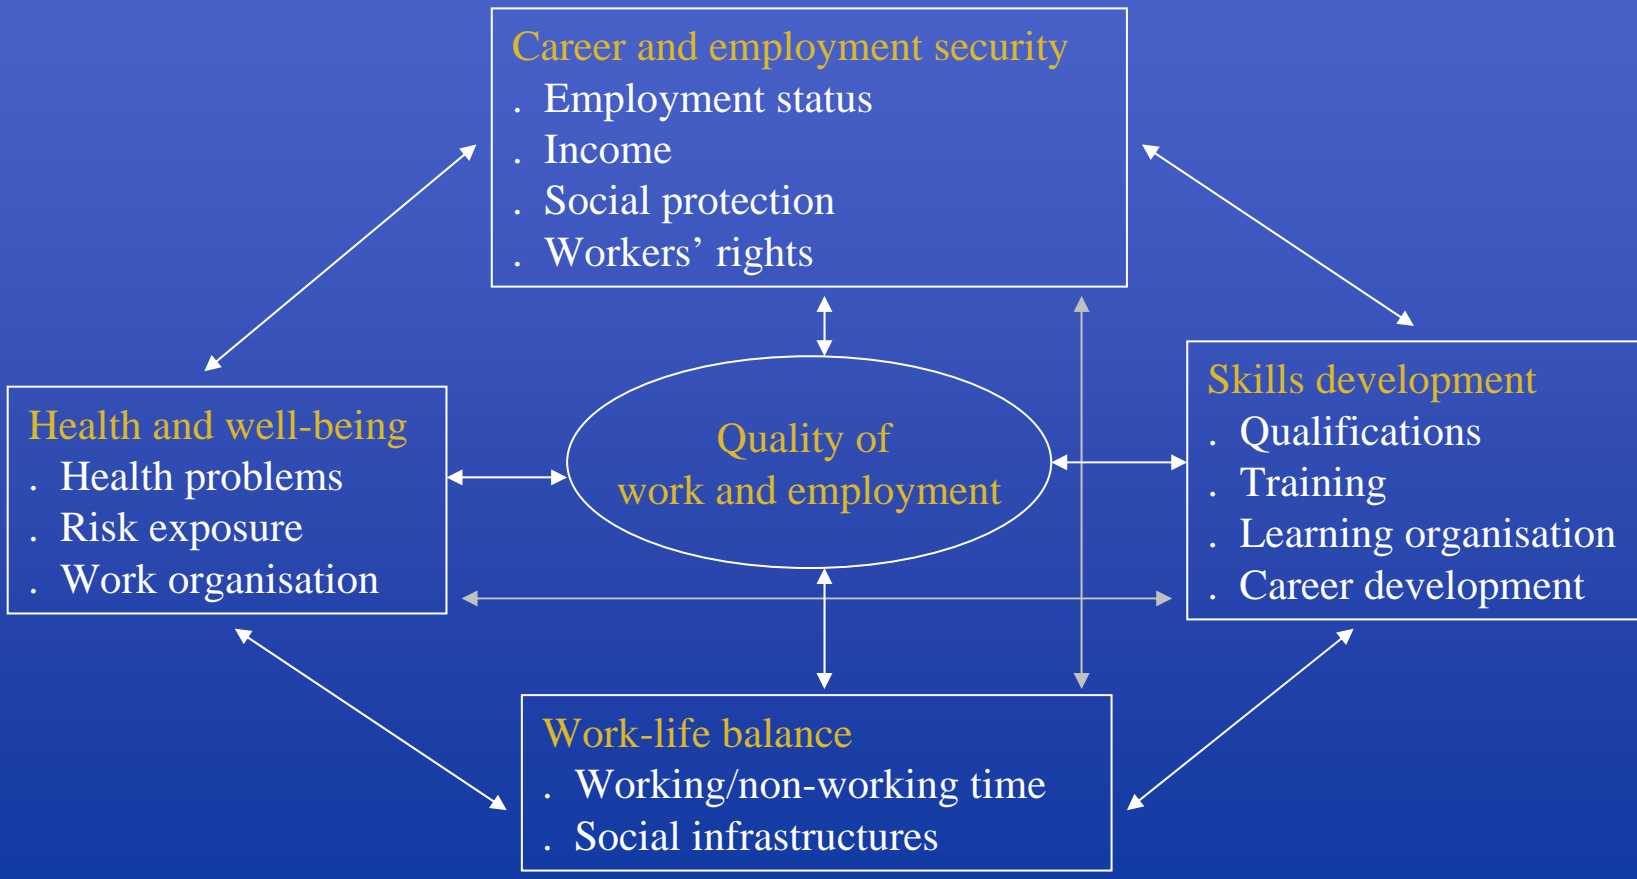 Career and employment security
. Employment status
. Income
. Social protection
. Workers’ rights
Health and well-being
. Health problems
. Risk exposure
. Work organisation
Quality of
work and employment
Skills development
. Qualifications
. Training
. Learning organisation
. Career development
Work-life balance
. Working/non-working time
. Social infrastructures